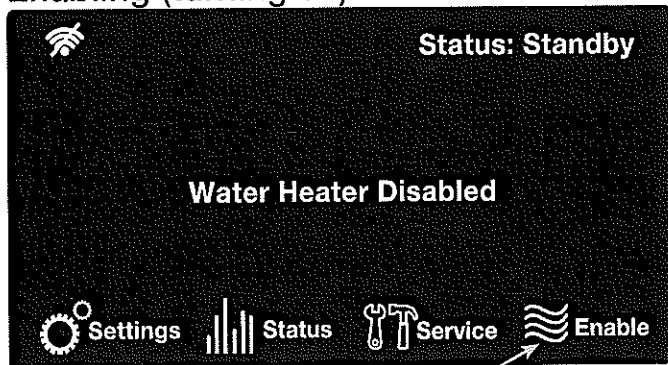 Status: Standby
Water Heater Disabled
Settings Status Service Enable